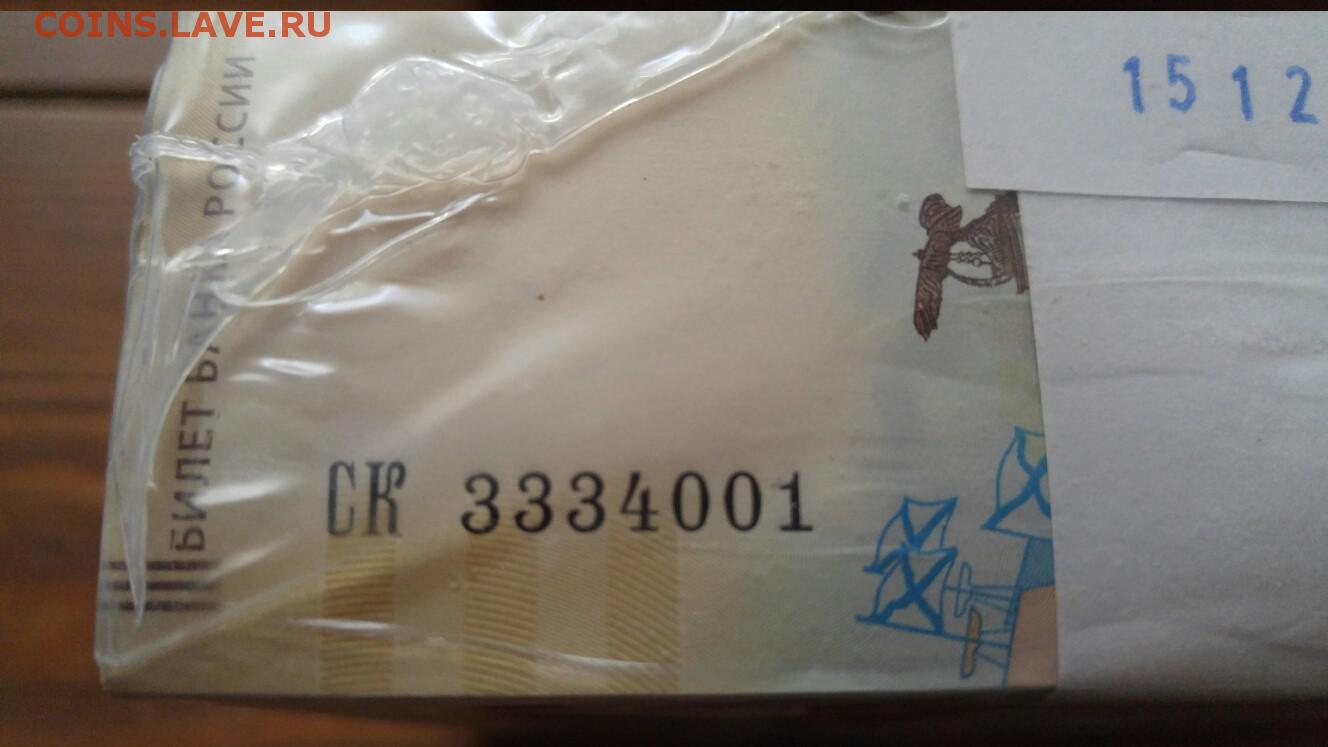 COINS.LAVE.RU
1512
БИЛЕТ БАНКА РОССИИ
СК 3334001